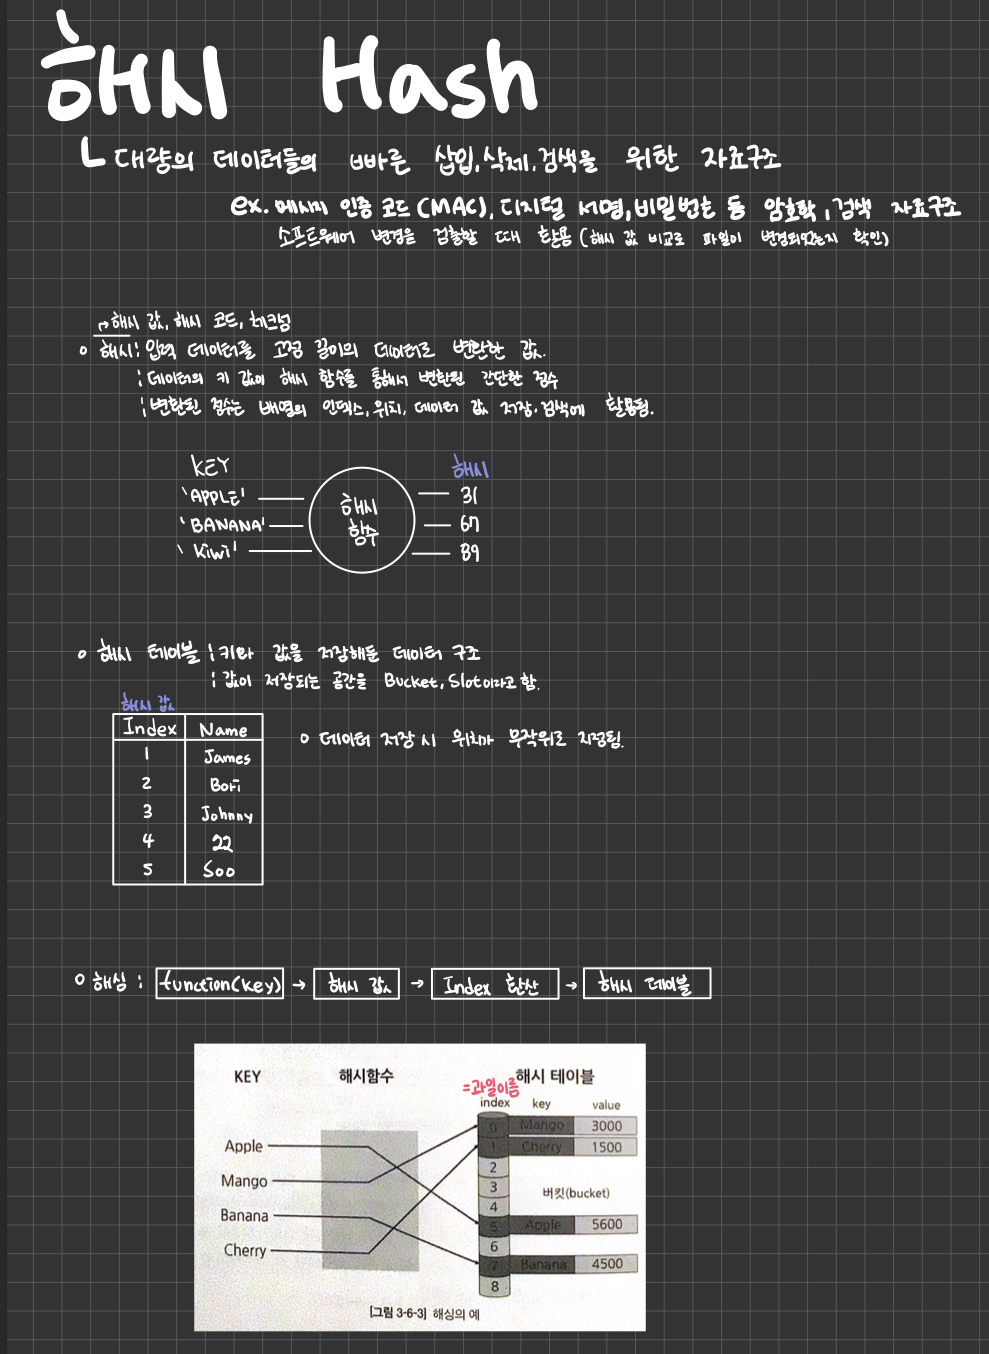 해시 Hash
ㄴ 대량의 데이터들의 빠른 삽입, 삭제, 검색을 위한 자료구조
ex. 메시지 인증 코드(MAC), 디지털 서명, 비밀번호 등 암호학, 검색 자료구조
소프트웨어 변경을 검출할 때 활용 (해시 값 비교로 파일이 변경되었는지 확인)
→해시 값, 해시 코드, 체크섬
○ 해시 : 입력 데이터를 고정 길이의 데이터로 변환한 값.
: 데이터의 키 값이 해시 함수를 통해서 변환된 간단한 정수
: 변환된 정수는 배열의 인덱스, 위치, 데이터 값 저장·검색에 활용됨.
KEY 해시
'APPLE' 31
'BANANA' 67
'Kiwi' 89
해시
함수
○ 해시 테이블 : 키와 값을 저장해둔 데이터 구조
: 값이 저장되는 공간을 Bucket, Slot이라고 함.
해시 값
Index Name
1 James
2 Bori
3 Johnny
4 22
5 Soo
○ 데이터 저장 시 위치가 무작위로 지정됨.
○ 해싱 : function(key) → 해시 값 → Index 환산 → 해시 테이블
KEY 해시함수 해시 테이블
=과일이름
index key value
0 Mango 3000
1 Cherry 1500
2
3
4
5 Apple 5600
6
7 Banana 4500
8
버킷(bucket)
Apple
Mango
Banana
Cherry
[그림 3-6-3] 해싱의 예